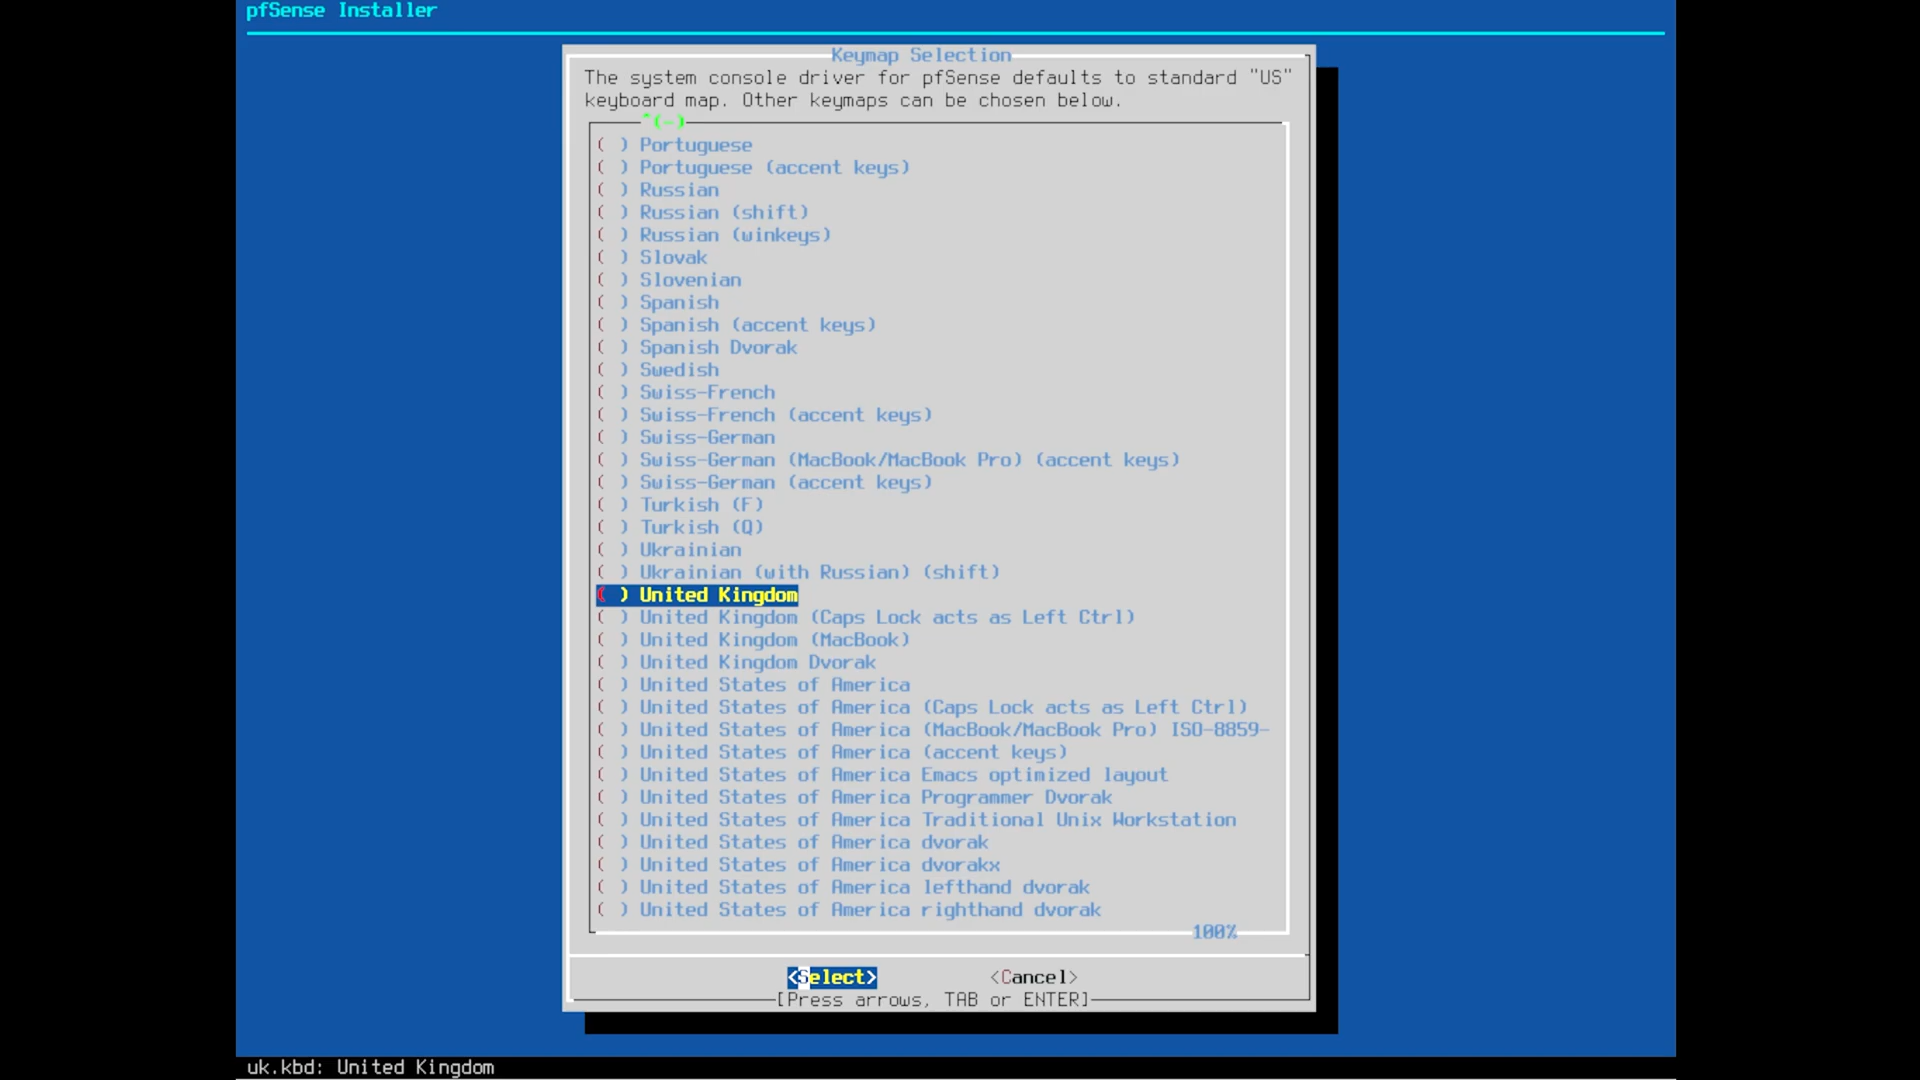 pfSense Installer
Keymap Selection
The system console driver for pfSense defaults to standard "US"
keyboard map. Other keymaps can be chosen below.
^(-)
( ) Portuguese
( ) Portuguese (accent keys)
( ) Russian
( ) Russian (shift)
( ) Russian (winkeys)
( ) Slovak
( ) Slovenian
( ) Spanish
( ) Spanish (accent keys)
( ) Spanish Dvorak
( ) Swedish
( ) Swiss-French
( ) Swiss-French (accent keys)
( ) Swiss-German
( ) Swiss-German (MacBook/MacBook Pro) (accent keys)
( ) Swiss-German (accent keys)
( ) Turkish (F)
( ) Turkish (Q)
( ) Ukrainian
( ) Ukrainian (with Russian) (shift)
( ) United Kingdom
( ) United Kingdom (Caps Lock acts as Left Ctrl)
( ) United Kingdom (MacBook)
( ) United Kingdom Dvorak
( ) United States of America
( ) United States of America (Caps Lock acts as Left Ctrl)
( ) United States of America (MacBook/MacBook Pro) ISO-8859-
( ) United States of America (accent keys)
( ) United States of America Emacs optimized layout
( ) United States of America Programmer Dvorak
( ) United States of America Traditional Unix Workstation
( ) United States of America dvorak
( ) United States of America dvorakx
( ) United States of America lefthand dvorak
( ) United States of America righthand dvorak
100%
<Select> <Cancel>
[Press arrows, TAB or ENTER]
uk.kbd: United Kingdom